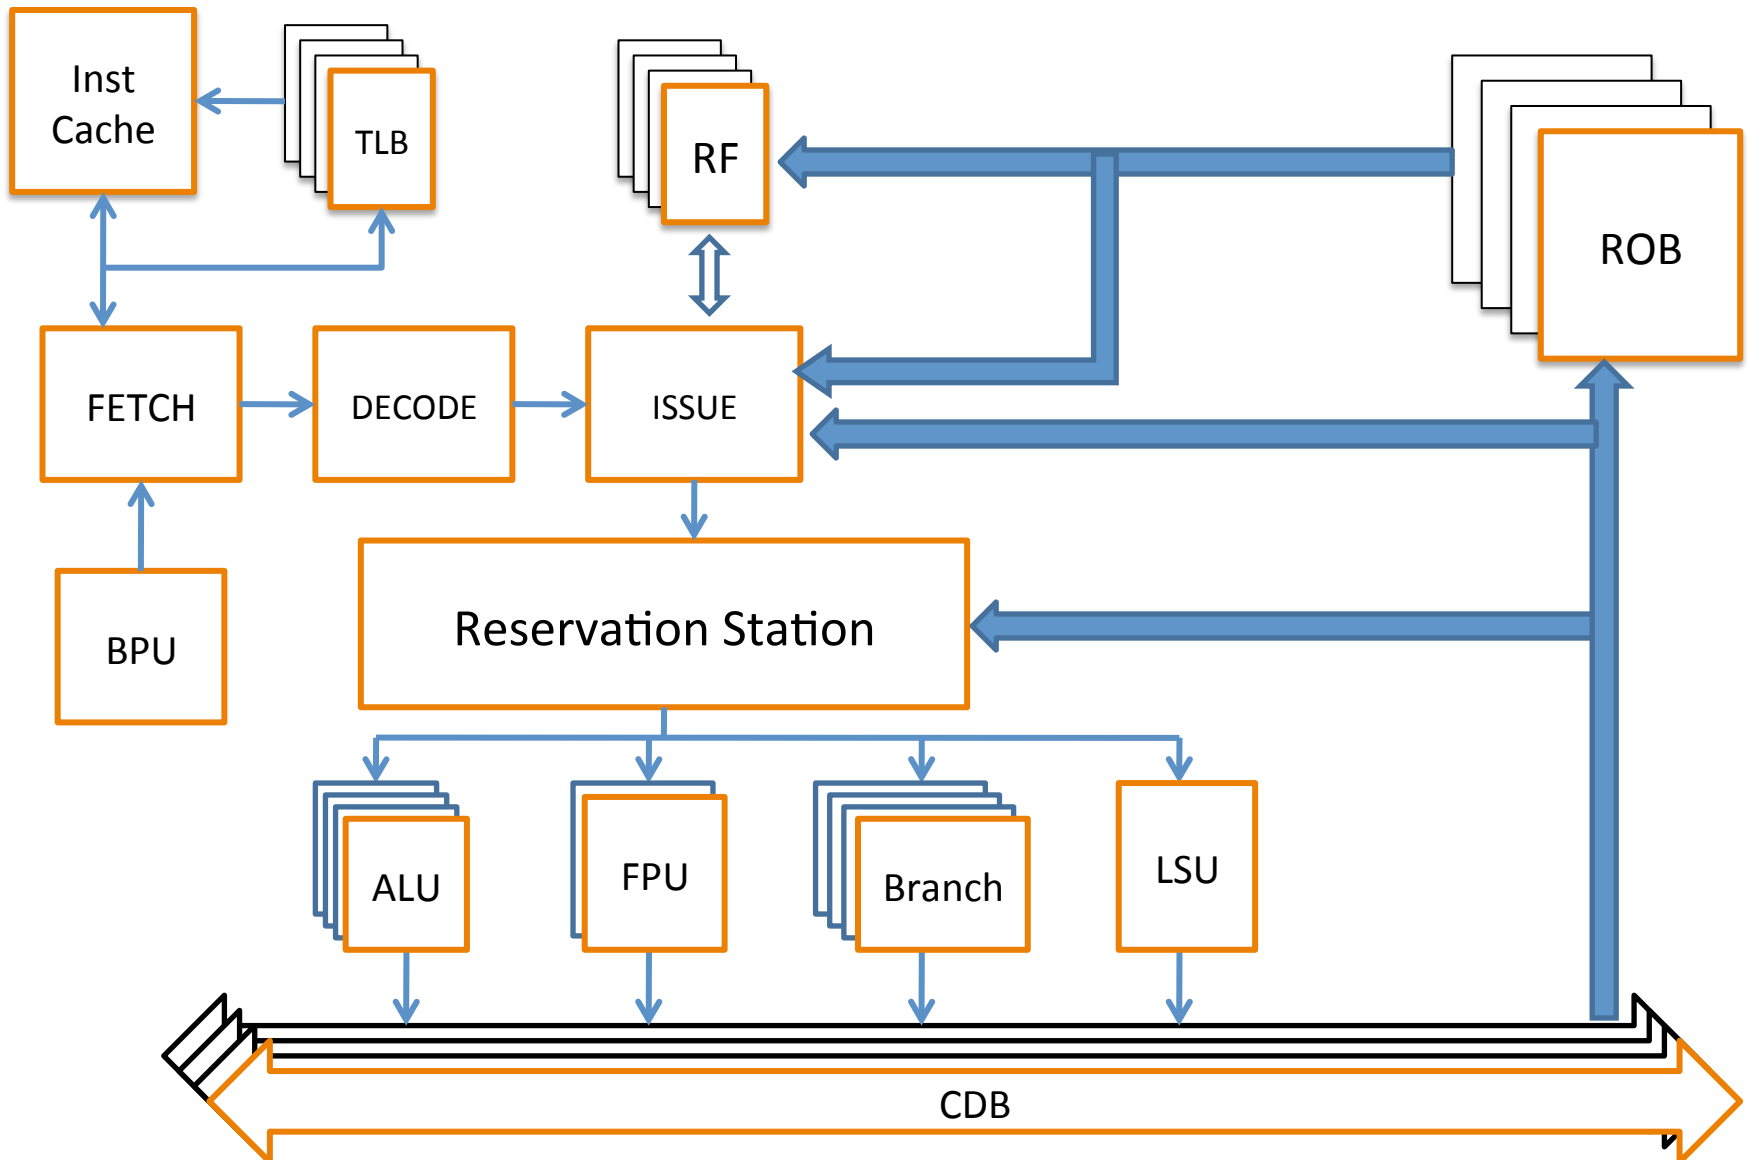 Inst
Cache
TLB
RF
ROB
FETCH
DECODE
ISSUE
BPU
Reservation Station
ALU
FPU
Branch
LSU
CDB